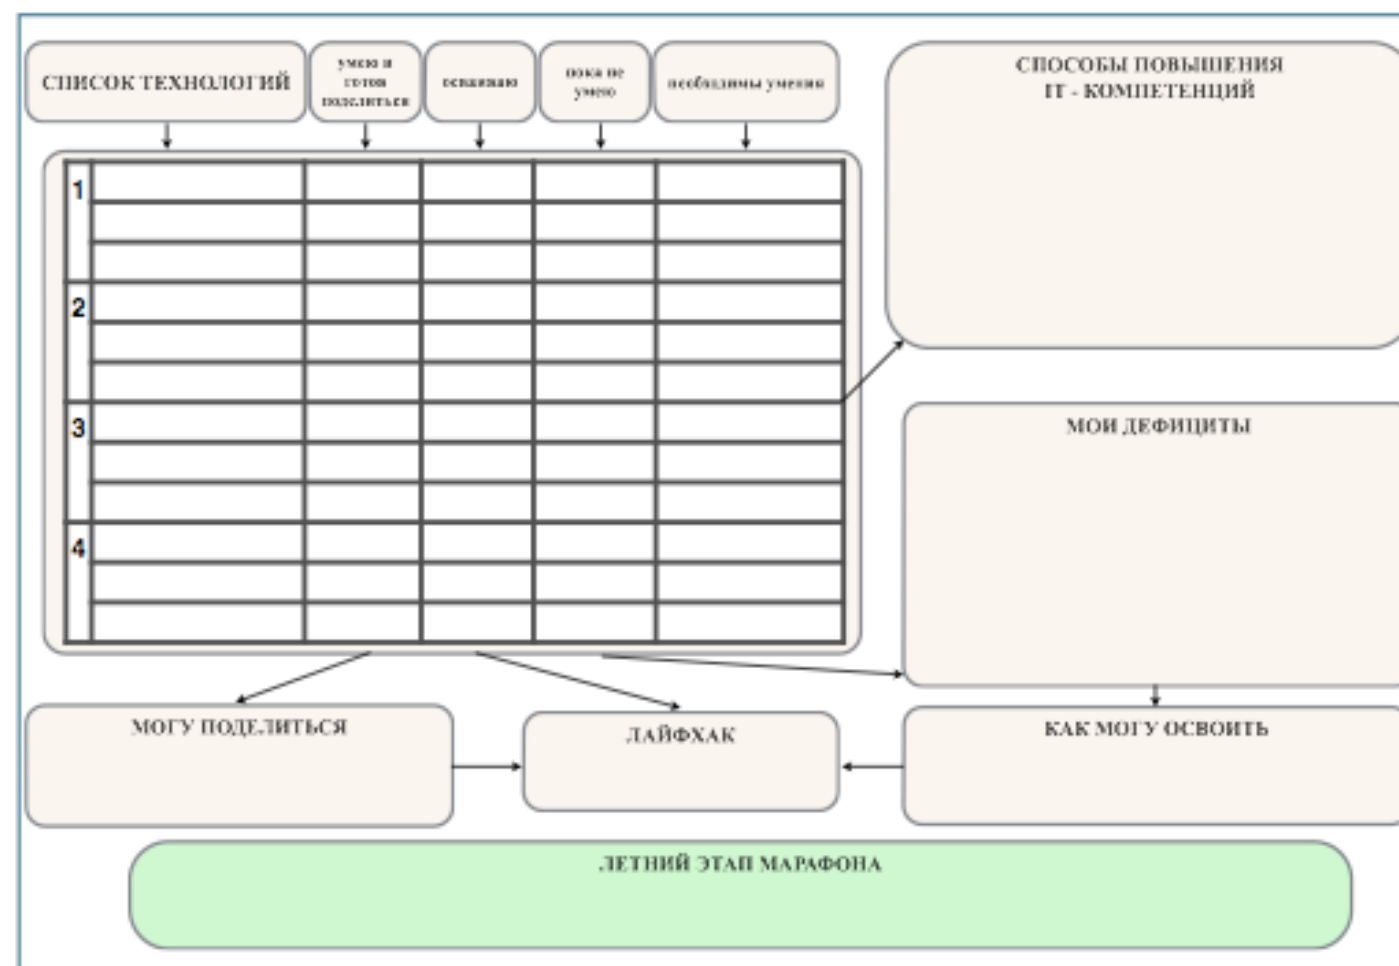 СПИСОК ТЕХНОЛОГИЙ
умею и
готов
поделиться
осваиваю
пока не
умею
необходимы умения
СПОСОБЫ ПОВЫШЕНИЯ
IT - КОМПЕТЕНЦИЙ
1
2
3
4
МОИ ДЕФИЦИТЫ
МОГУ ПОДЕЛИТЬСЯ
ЛАЙФХАК
КАК МОГУ ОСВОИТЬ
ЛЕТНИЙ ЭТАП МАРАФОНА